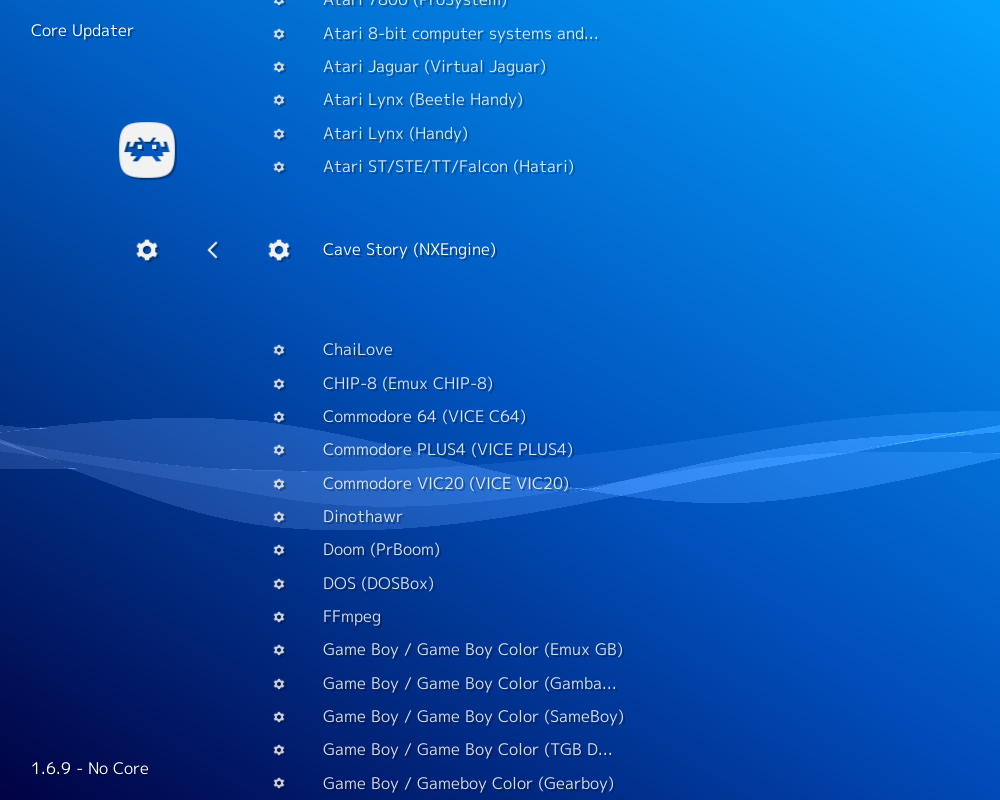 Atari 7800 (ProSystem)
Core Updater
Atari 8-bit computer systems and...
Atari Jaguar (Virtual Jaguar)
Atari Lynx (Beetle Handy)
Atari Lynx (Handy)
Atari ST/STE/TT/Falcon (Hatari)
Cave Story (NXEngine)
ChaiLove
CHIP-8 (Emux CHIP-8)
Commodore 64 (VICE C64)
Commodore PLUS4 (VICE PLUS4)
Commodore VIC20 (VICE VIC20)
Dinothawr
Doom (PrBoom)
DOS (DOSBox)
FFmpeg
Game Boy / Game Boy Color (Emux GB)
Game Boy / Game Boy Color (Gamba...
Game Boy / Game Boy Color (SameBoy)
Game Boy / Game Boy Color (TGB D...
Game Boy / Gameboy Color (Gearboy)
1.6.9 - No Core